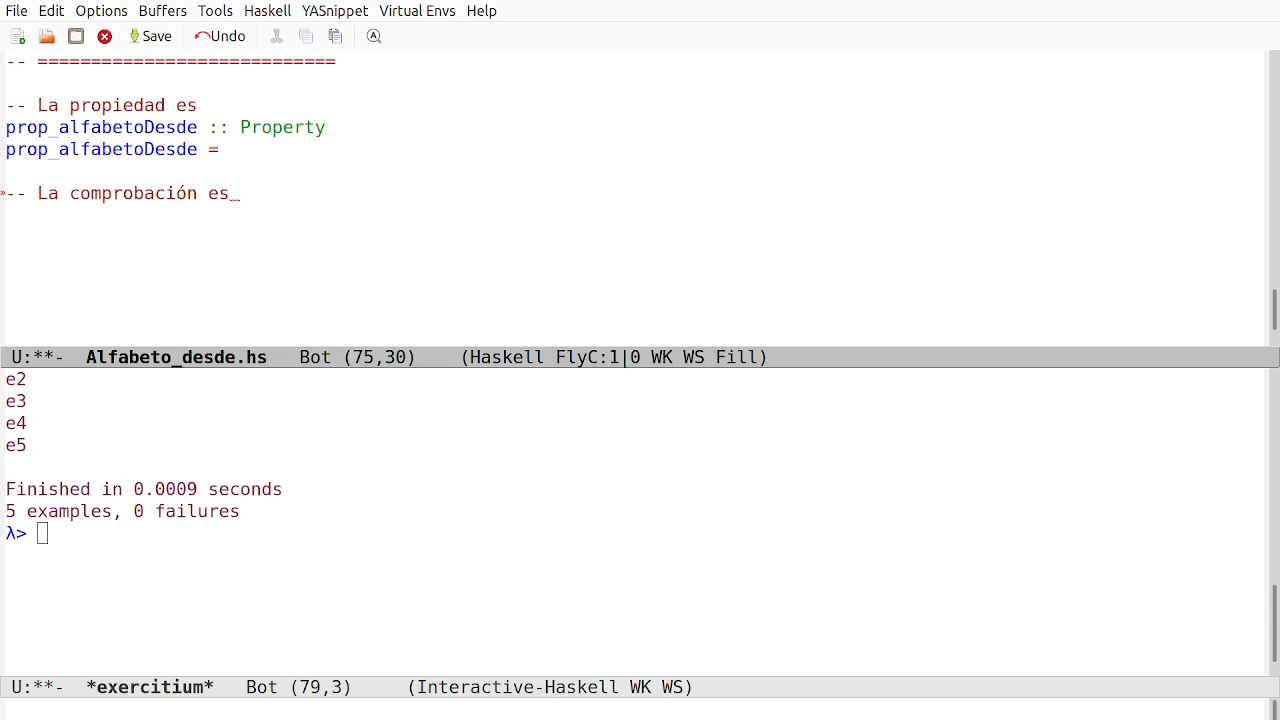 File Edit Options Buffers Tools Haskell YASnippet Virtual Envs Help
Save Undo
-- ============================
-- La propiedad es
prop_alfabetoDesde :: Property
prop_alfabetoDesde =
-- La comprobación es
U:**- Alfabeto_desde.hs Bot (75,30) (Haskell FlyC:1|0 WK WS Fill)
e2
e3
e4
e5
Finished in 0.0009 seconds
5 examples, 0 failures
λ>
U:**- *exercitium* Bot (79,3) (Interactive-Haskell WK WS)